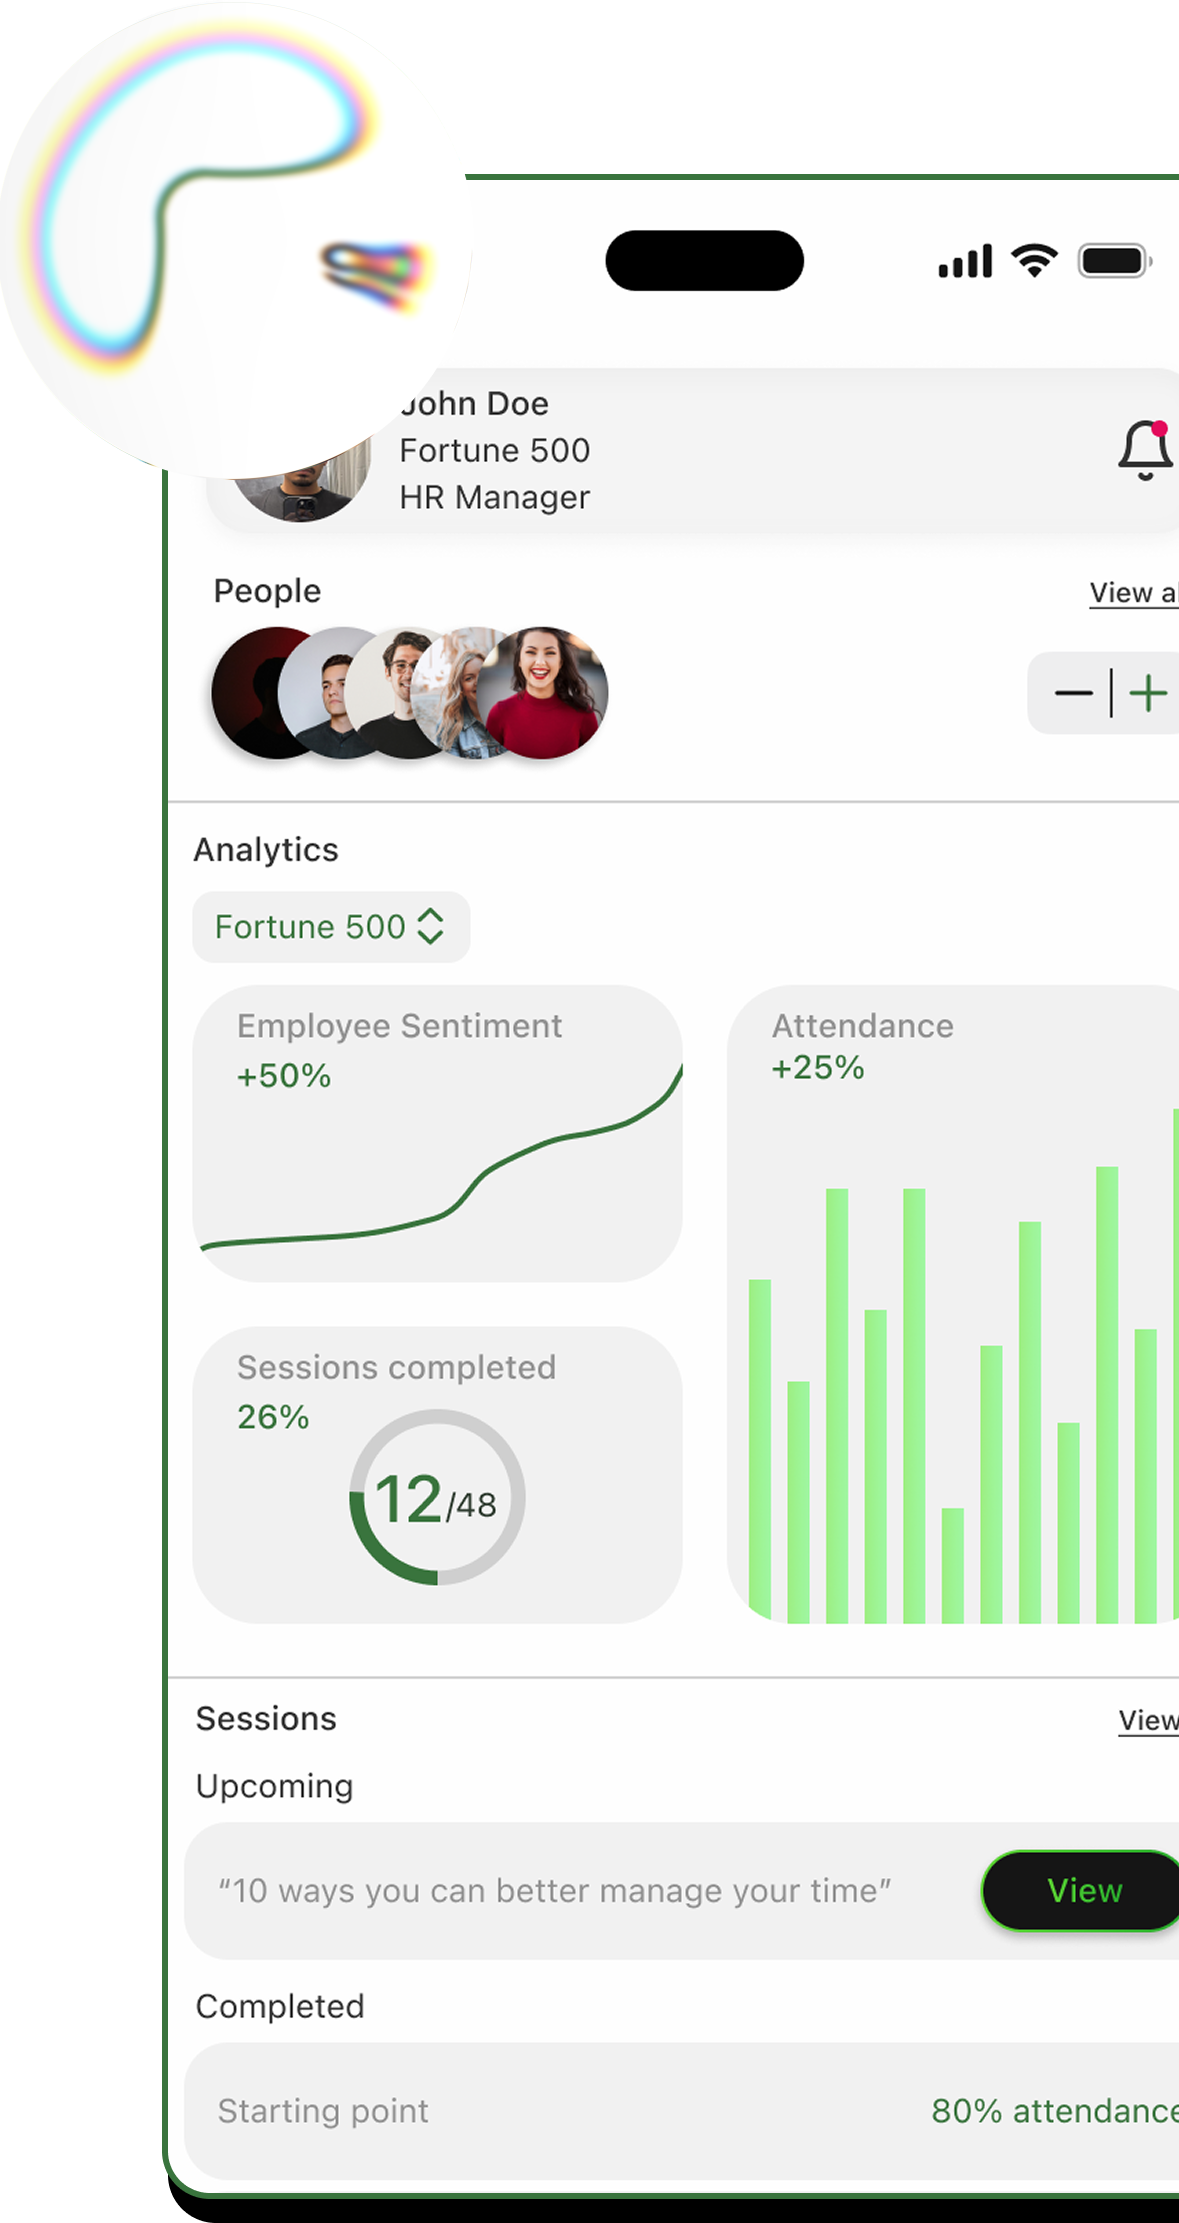 John Doe
Fortune 500
HR Manager
People
View al
Analytics
Fortune 500
Employee Sentiment
+50%
Attendance
+25%
Sessions completed
26%
12/48
Sessions
View
Upcoming
“10 ways you can better manage your time”
View
Completed
Starting point
80% attendance